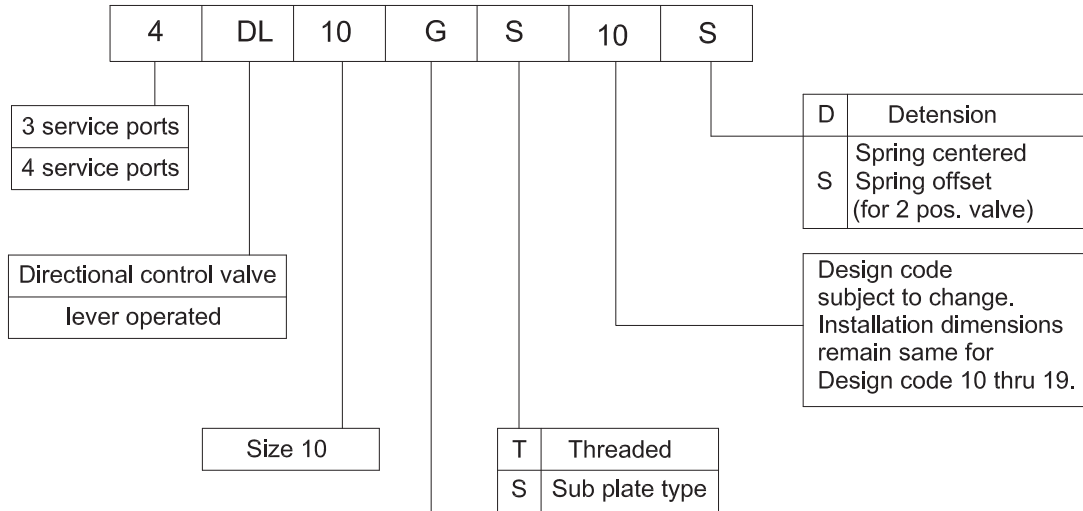 4 DL 10 G S 10 S
3 service ports
4 service ports
D Detension
S Spring centered
Spring offset
(for 2 pos. valve)
Directional control valve
lever operated
Design code
subject to change.
Installation dimensions
remain same for
Design code 10 thru 19.
Size 10
T Threaded
S Sub plate type